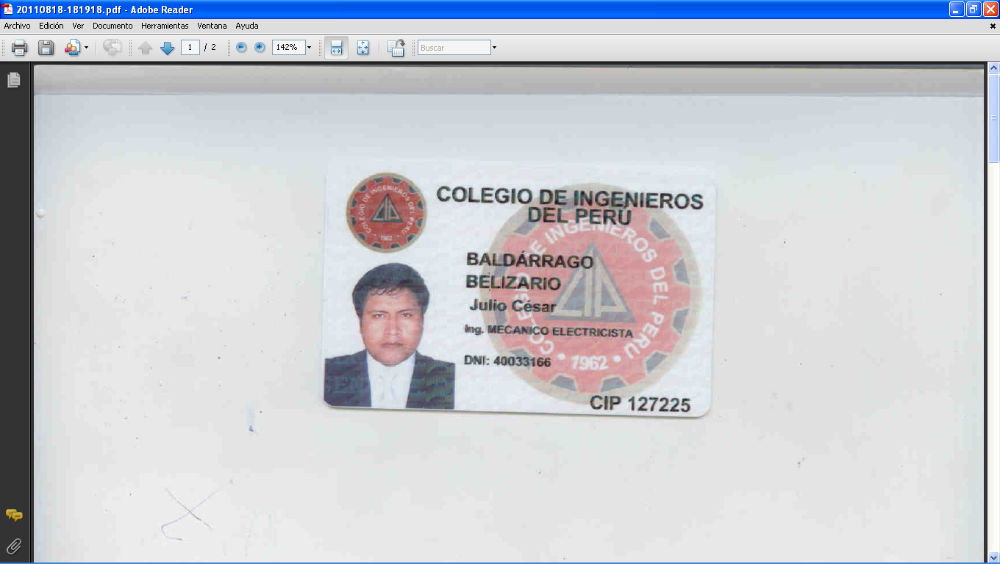 20110818-181918.pdf - Adobe Reader
Archivo Edición Ver Documento Herramientas Ventana Ayuda
1 / 2 142% Buscar
COLEGIO DE INGENIEROS
DEL PERÚ
COLEGIO DE INGENIEROS DEL PERU
1962
COLEGIO DE INGENIEROS DEL PERU
• 1962 •
BALDÁRRAGO
BELIZARIO
Julio César
Ing. MECANICO ELECTRICISTA
DNI: 40033166
CIP 127225